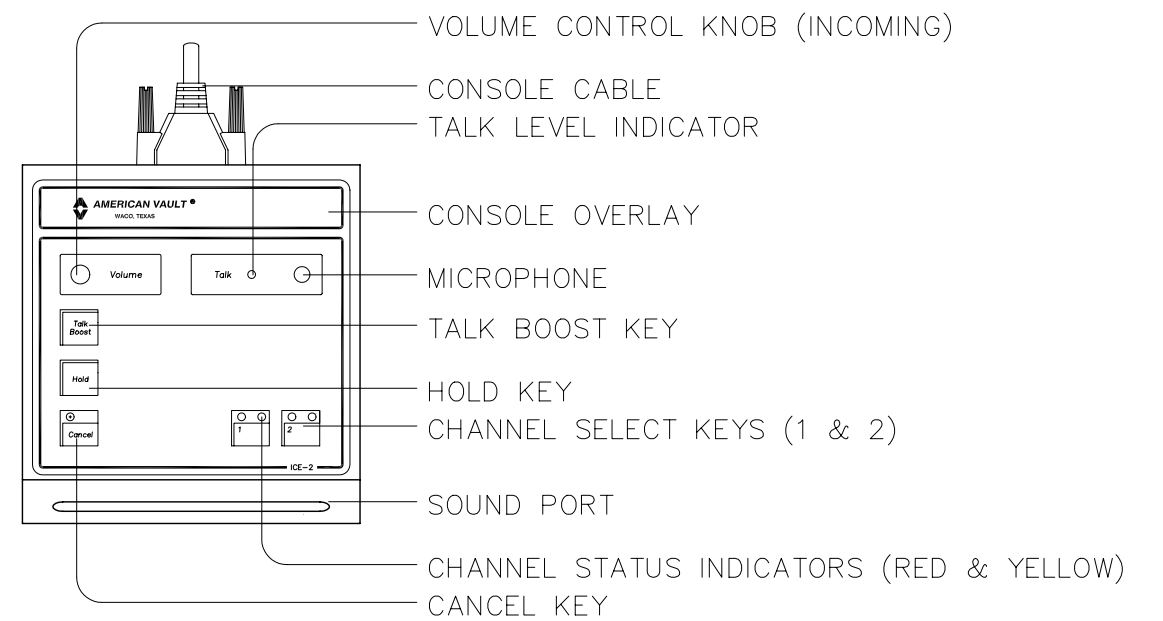 VOLUME CONTROL KNOB (INCOMING)
CONSOLE CABLE
TALK LEVEL INDICATOR
AMERICAN VAULT ®
WACO, TEXAS
CONSOLE OVERLAY
Volume
Talk
MICROPHONE
Talk
Boost
TALK BOOST KEY
Hold
HOLD KEY
Cancel
1
2
CHANNEL SELECT KEYS (1 & 2)
ICE-2
SOUND PORT
CHANNEL STATUS INDICATORS (RED & YELLOW)
CANCEL KEY